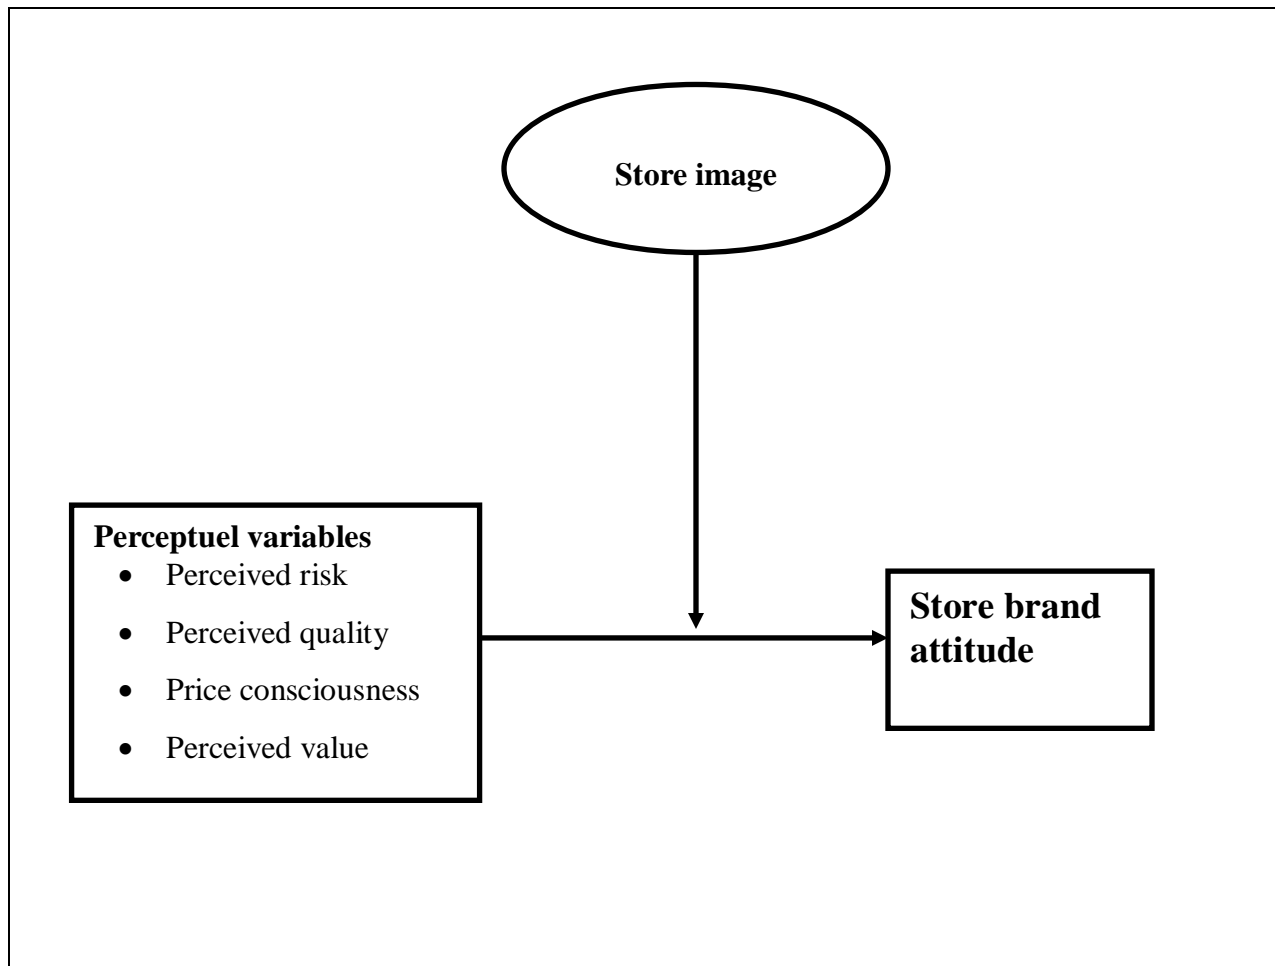 Store image
Perceptuel variables
• Perceived risk
• Perceived quality
• Price consciousness
• Perceived value
Store brand
attitude